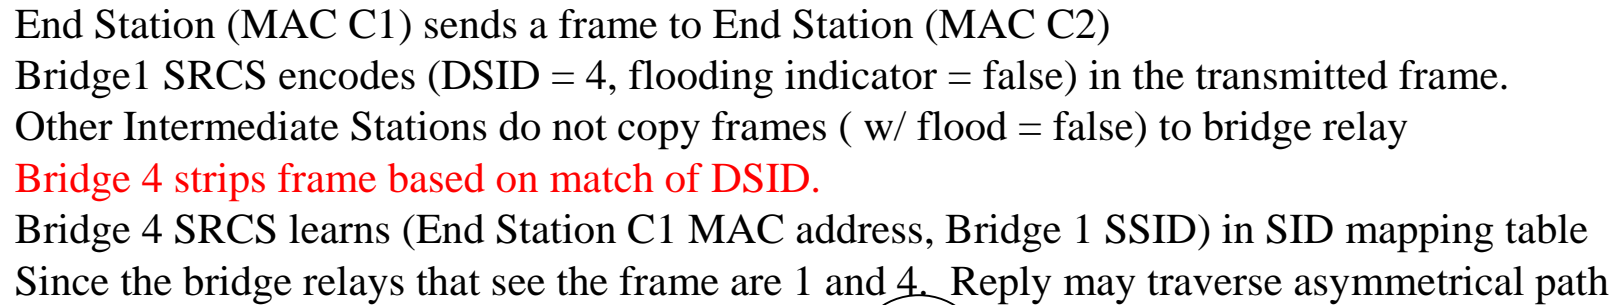 End Station (MAC C1) sends a frame to End Station (MAC C2)
Bridge1 SRCS encodes (DSID = 4, flooding indicator = false) in the transmitted frame.
Other Intermediate Stations do not copy frames ( w/ flood = false) to bridge relay
Bridge 4 strips frame based on match of DSID.
Bridge 4 SRCS learns (End Station C1 MAC address, Bridge 1 SSID) in SID mapping table
Since the bridge relays that see the frame are 1 and 4.  Reply may traverse asymmetrical path